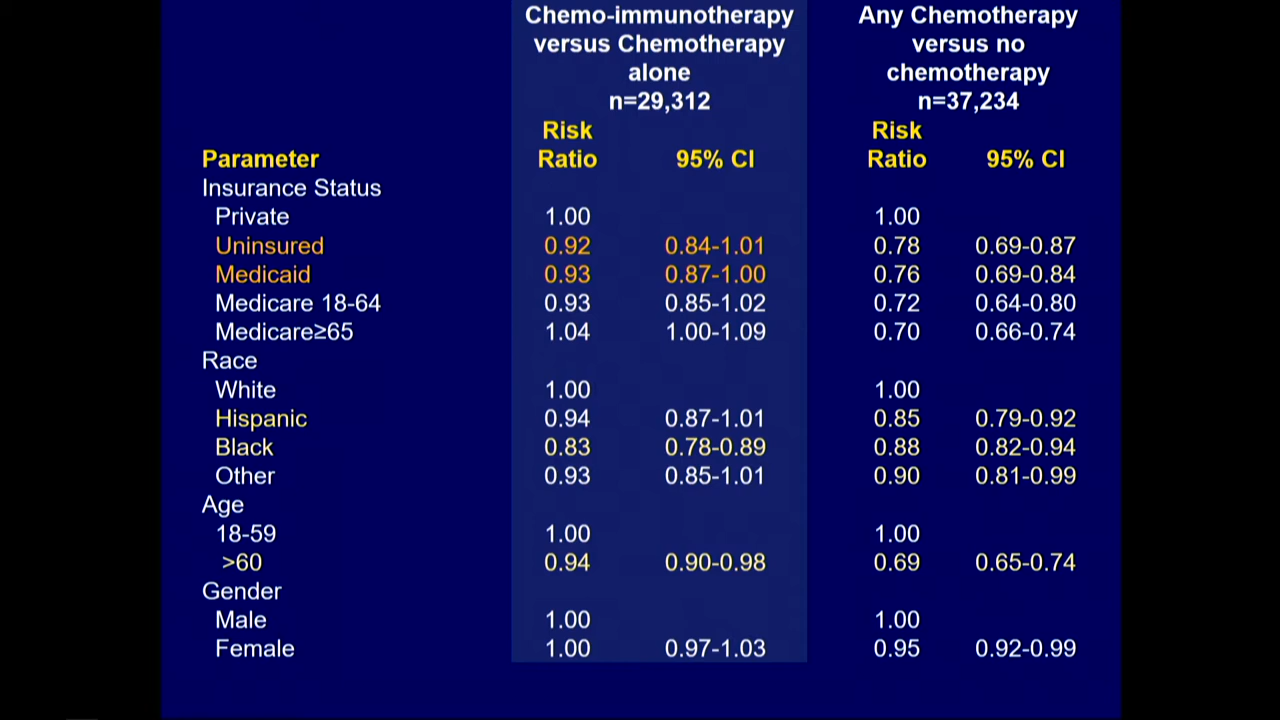 Chemo-immunotherapy versus Chemotherapy alone n=29,312
Any Chemotherapy versus no chemotherapy n=37,234
Parameter Risk Ratio 95% CI Risk Ratio 95% CI
Insurance Status
Private 1.00 1.00
Uninsured 0.92 0.84-1.01 0.78 0.69-0.87
Medicaid 0.93 0.87-1.00 0.76 0.69-0.84
Medicare 18-64 0.93 0.85-1.02 0.72 0.64-0.80
Medicare≥65 1.04 1.00-1.09 0.70 0.66-0.74
Race
White 1.00 1.00
Hispanic 0.94 0.87-1.01 0.85 0.79-0.92
Black 0.83 0.78-0.89 0.88 0.82-0.94
Other 0.93 0.85-1.01 0.90 0.81-0.99
Age
18-59 1.00 1.00
>60 0.94 0.90-0.98 0.69 0.65-0.74
Gender
Male 1.00 1.00
Female 1.00 0.97-1.03 0.95 0.92-0.99